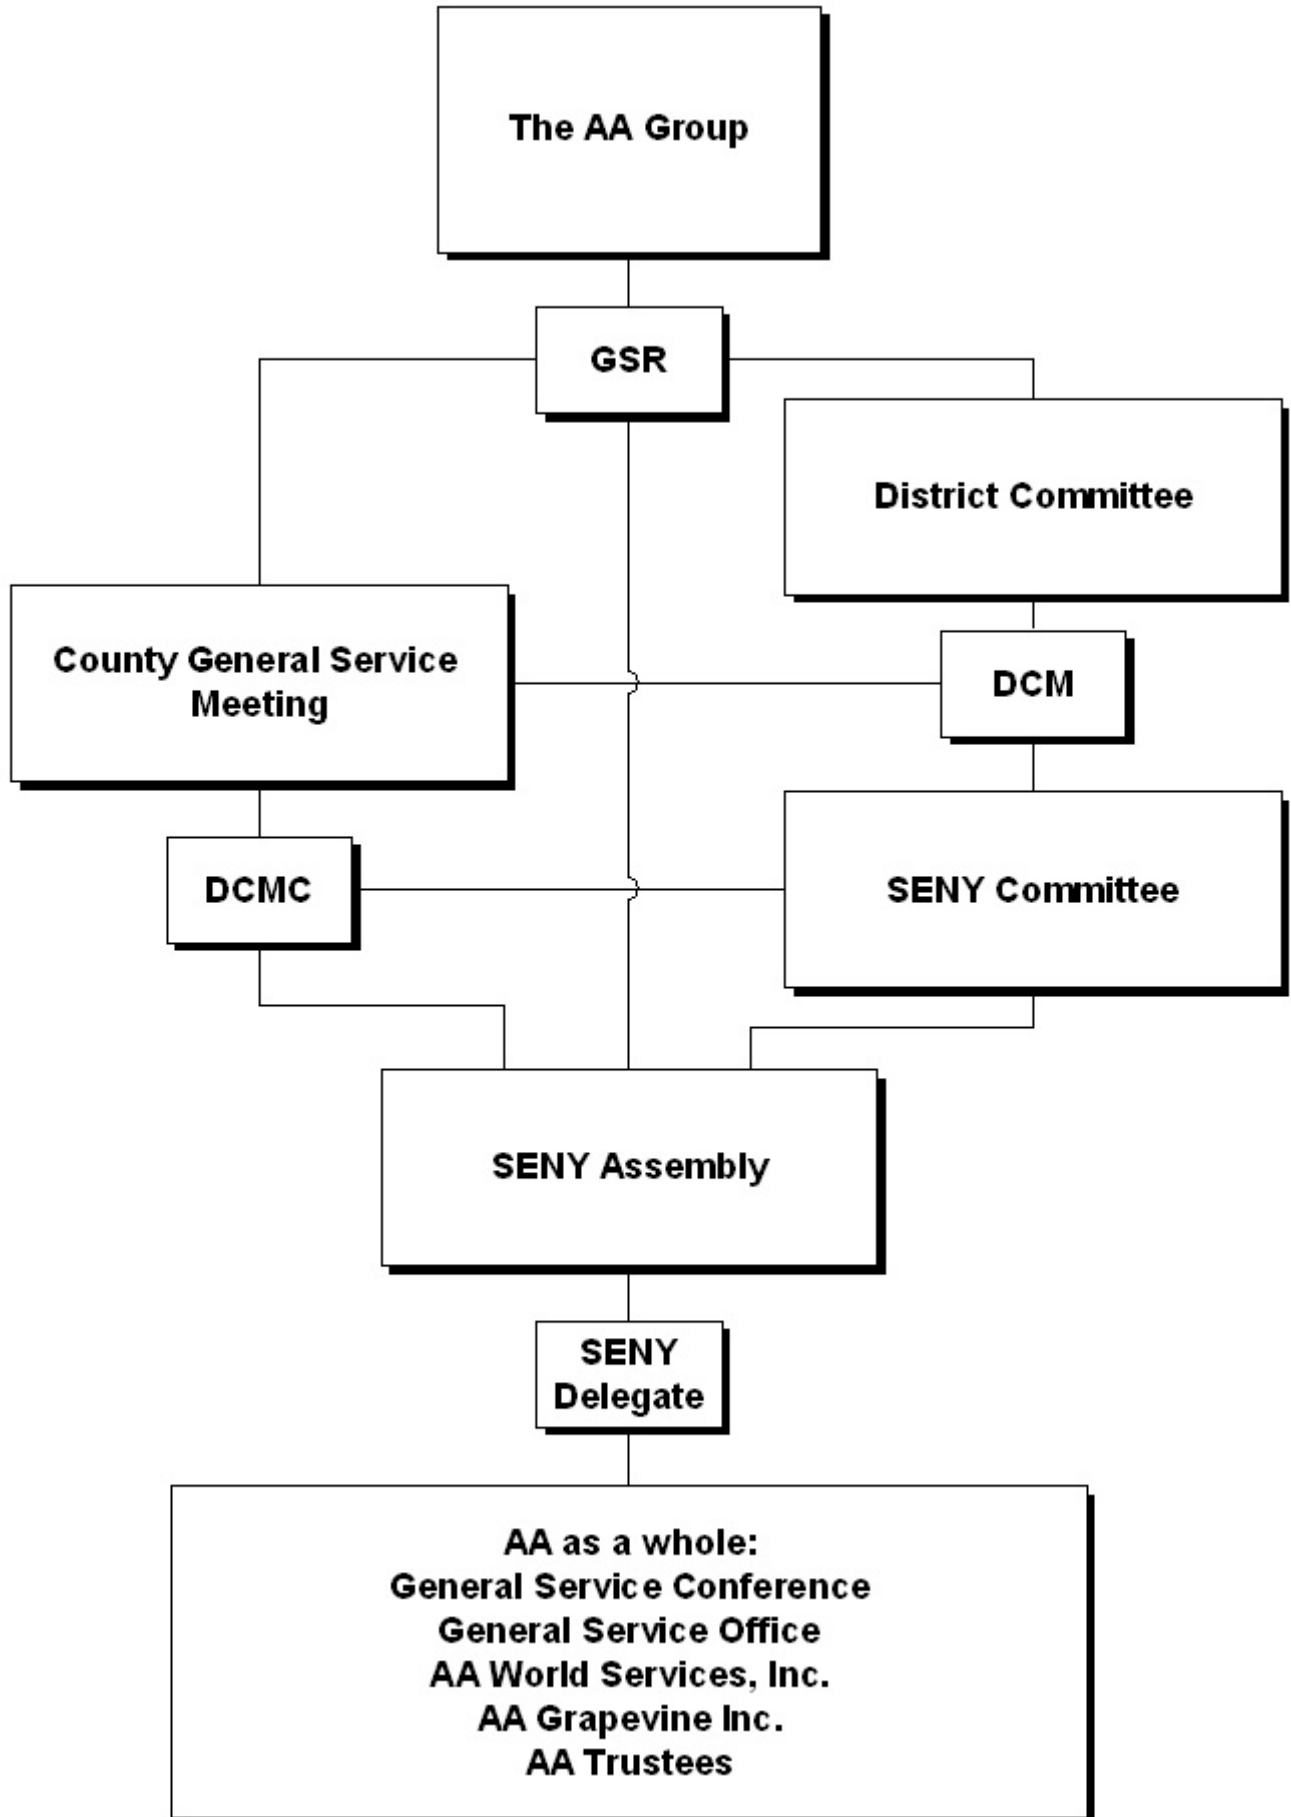 The AA Group
GSR
District Committee
County General Service
Meeting
DCM
DCMC
SENY Committee
SENY Assembly
SENY
Delegate
AA as a whole:
General Service Conference
General Service Office
AA World Services, Inc.
AA Grapevine Inc.
AA Trustees